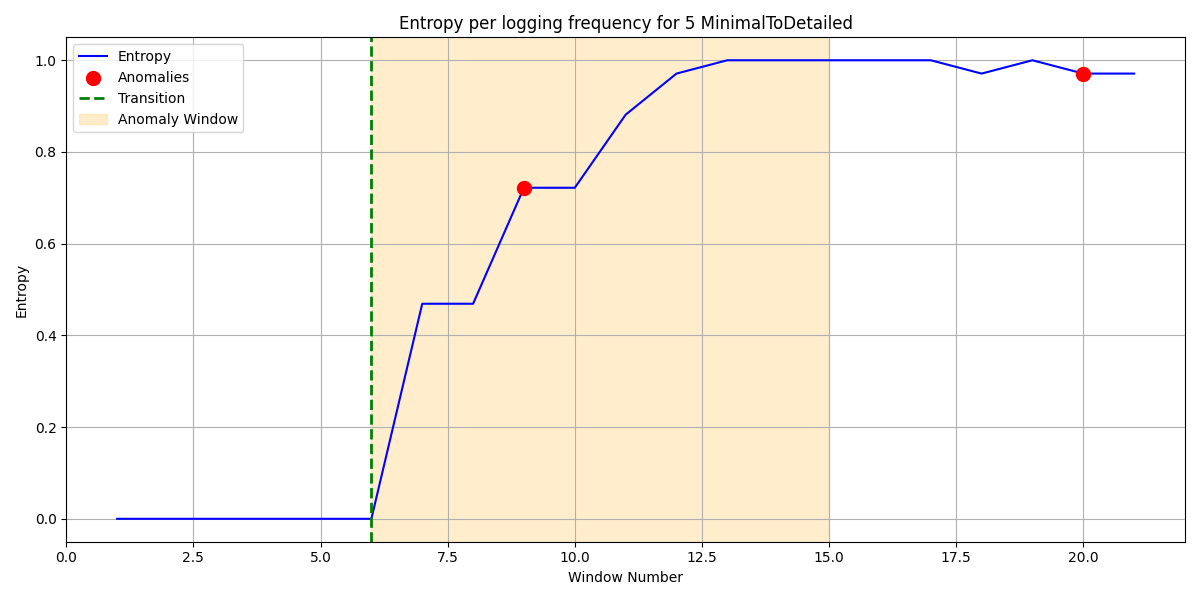 Entropy per logging frequency for 5 MinimalToDetailed
Entropy
Anomalies
Transition
Anomaly Window
1.0
0.8
0.6
0.4
0.2
0.0
Entropy
0.0 2.5 5.0 7.5 10.0 12.5 15.0 17.5 20.0
Window Number